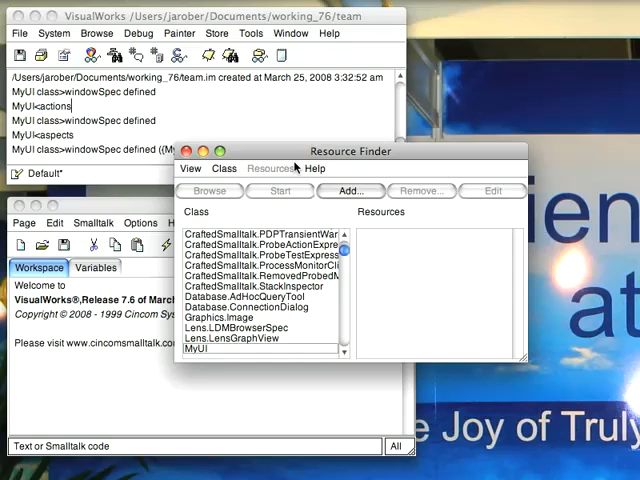 VisualWorks /Users/jarober/Documents/working_76/team
File System Browse Debug Painter Store Tools Window Help
/Users/jarober/Documents/working_76/team.im created at March 25, 2008 3:32:52 am
MyUI class>windowSpec defined
MyUI<actions
MyUI class>windowSpec defined
MyUI<aspects
MyUI class>windowSpec defined ({My
Default*
Resource Finder
View Class Resources Help
Browse Start Add... Remove... Edit
Class Resources
CraftedSmalltalk.PDPTransientWar
CraftedSmalltalk.ProbeActionExpre
CraftedSmalltalk.ProbeTestExpress
CraftedSmalltalk.ProcessMonitorCli
CraftedSmalltalk.RemovedProbedM
CraftedSmalltalk.StackInspector
Database.AdHocQueryTool
Database.ConnectionDialog
Graphics.Image
Lens.LDMBrowserSpec
Lens.LensGraphView
MyUI
Page Edit Smalltalk Options
Workspace Variables
Welcome to
VisualWorks®,Release 7.6 of March
Copyright © 2008 - 1999 Cincom Sys
Please visit www.cincomsmalltalk.com
Text or Smalltalk code All
ien
at
e Joy of Truly